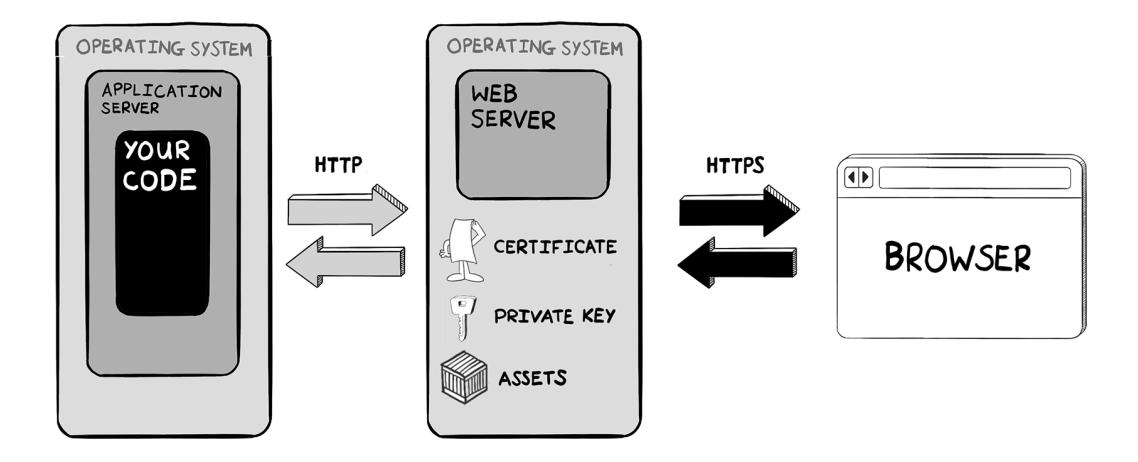 OPERATING SYSTEM
APPLICATION
SERVER
YOUR
CODE
HTTP
OPERATING SYSTEM
WEB
SERVER
CERTIFICATE
PRIVATE KEY
ASSETS
HTTPS
BROWSER